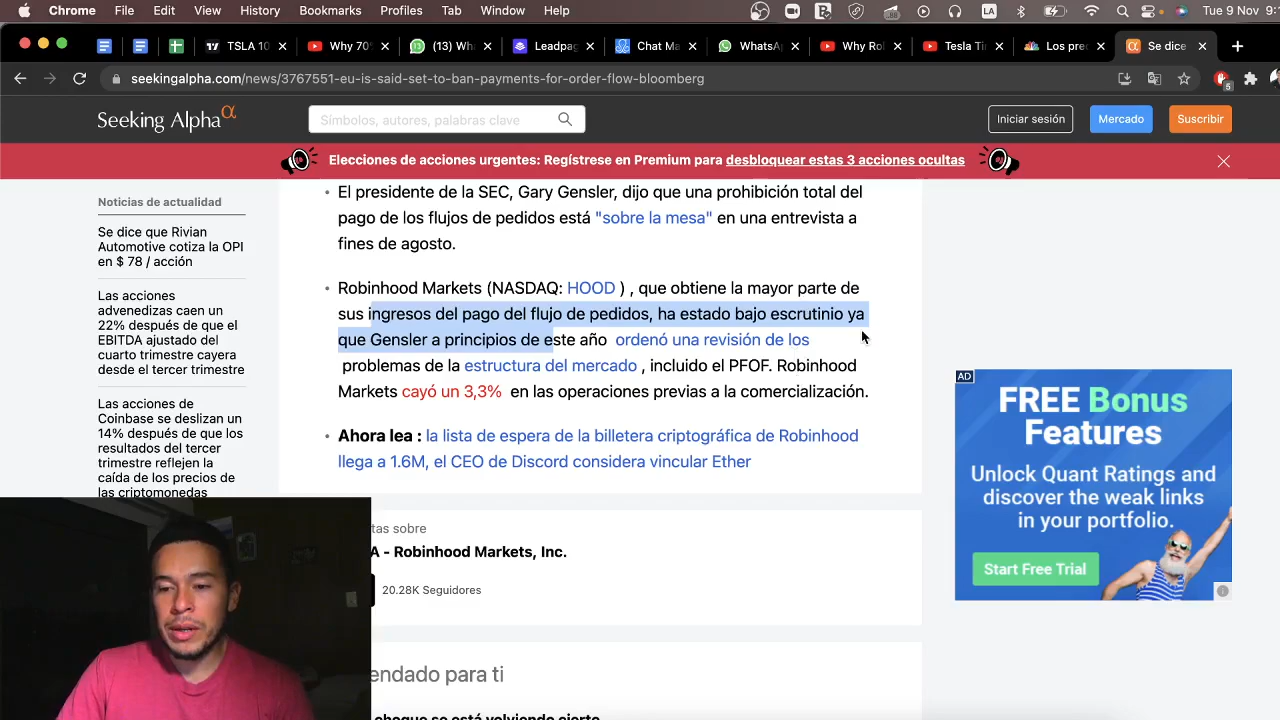 Chrome File Edit View History Bookmarks Profiles Tab Window Help LA Tue 9 Nov 9:
TSLA 10 Why 70° (13) Wh Leadpag Chat Ma WhatsA Why Rol Tesla Ti Los pre Se dice
seekingalpha.com/news/3767551-eu-is-said-set-to-ban-payments-for-order-flow-bloomberg 5
Seeking Alpha α Símbolos, autores, palabras clave Iniciar sesión Mercado Suscribir
Elecciones de acciones urgentes: Regístrese en Premium para desbloquear estas 3 acciones ocultas
Noticias de actualidad
Se dice que Rivian
Automotive cotiza la OPI
en $ 78 / acción
Las acciones
advenedizas caen un
22% después de que el
EBITDA ajustado del
cuarto trimestre cayera
desde el tercer trimestre
Las acciones de
Coinbase se deslizan un
14% después de que los
resultados del tercer
trimestre reflejen la
caída de los precios de
las criptomonedas
• El presidente de la SEC, Gary Gensler, dijo que una prohibición total del
pago de los flujos de pedidos está "sobre la mesa" en una entrevista a
fines de agosto.
• Robinhood Markets (NASDAQ: HOOD ) , que obtiene la mayor parte de
sus ingresos del pago del flujo de pedidos, ha estado bajo escrutinio ya
que Gensler a principios de este año ordenó una revisión de los
problemas de la estructura del mercado , incluido el PFOF. Robinhood
Markets cayó un 3,3% en las operaciones previas a la comercialización.
• Ahora lea : la lista de espera de la billetera criptográfica de Robinhood
llega a 1.6M, el CEO de Discord considera vincular Ether
tas sobre
A - Robinhood Markets, Inc.
20.28K Seguidores
endado para ti
cheque se está volviendo cierto
AD
FREE Bonus
Features
Unlock Quant Ratings and
discover the weak links
in your portfolio.
Start Free Trial